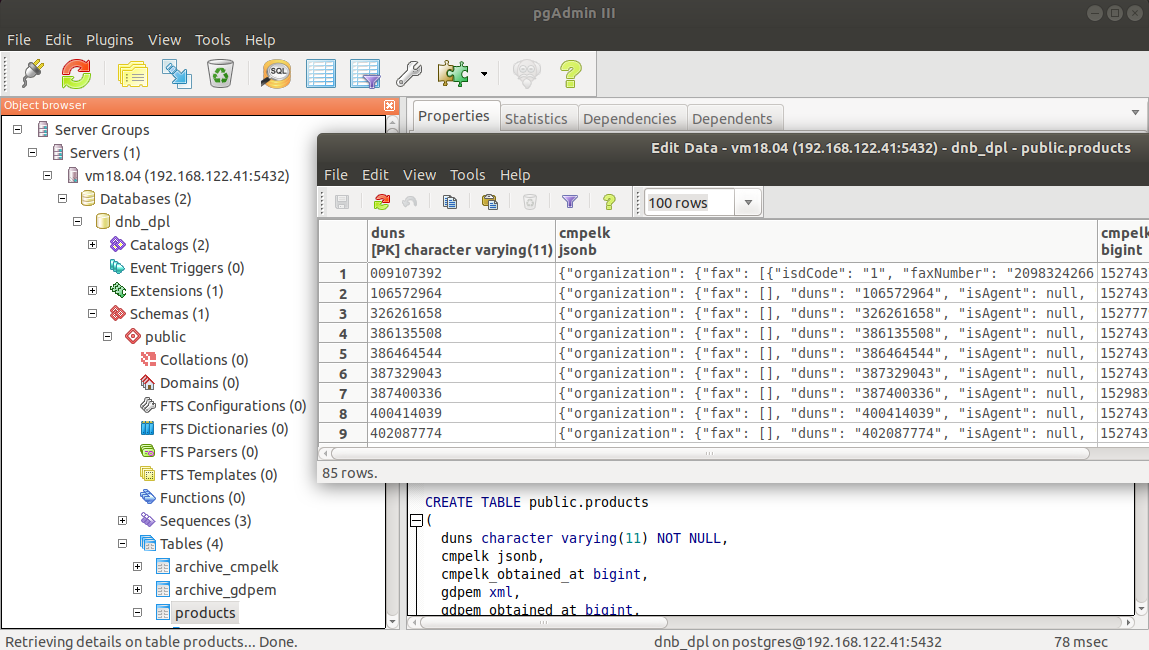 pgAdmin III
File Edit Plugins View Tools Help
SQL
Object browser
Server Groups
Servers (1)
vm18.04 (192.168.122.41:5432)
Databases (2)
dnb_dpl
Catalogs (2)
Event Triggers (0)
Extensions (1)
Schemas (1)
public
Collations (0)
Domains (0)
FTS Configurations (0)
FTS Dictionaries (0)
FTS Parsers (0)
FTS Templates (0)
Functions (0)
Sequences (3)
Tables (4)
archive_cmpelk
archive_gdpem
products
Properties Statistics Dependencies Dependents
Edit Data - vm18.04 (192.168.122.41:5432) - dnb_dpl - public.products
File Edit View Tools Help
100 rows
duns cmpelk cmpelk
[PK] character varying(11) jsonb bigint
1 009107392 {"organization": {"fax": [{"isdCode": "1", "faxNumber": "2098324266 152743
2 106572964 {"organization": {"fax": [], "duns": "106572964", "isAgent": null, 152743
3 326261658 {"organization": {"fax": [], "duns": "326261658", "isAgent": null, 152777
4 386135508 {"organization": {"fax": [], "duns": "386135508", "isAgent": null, 152743
5 386464544 {"organization": {"fax": [], "duns": "386464544", "isAgent": null, 152743
6 387329043 {"organization": {"fax": [], "duns": "387329043", "isAgent": null, 152743
7 387400336 {"organization": {"fax": [], "duns": "387400336", "isAgent": null, 152983
8 400414039 {"organization": {"fax": [], "duns": "400414039", "isAgent": null, 152743
9 402087774 {"organization": {"fax": [], "duns": "402087774", "isAgent": null, 152743
85 rows.
CREATE TABLE public.products
(
duns character varying(11) NOT NULL,
cmpelk jsonb,
cmpelk_obtained_at bigint,
gdpem xml,
gdpem_obtained_at bigint,
Retrieving details on table products... Done. dnb_dpl on postgres@192.168.122.41:5432 78 msec